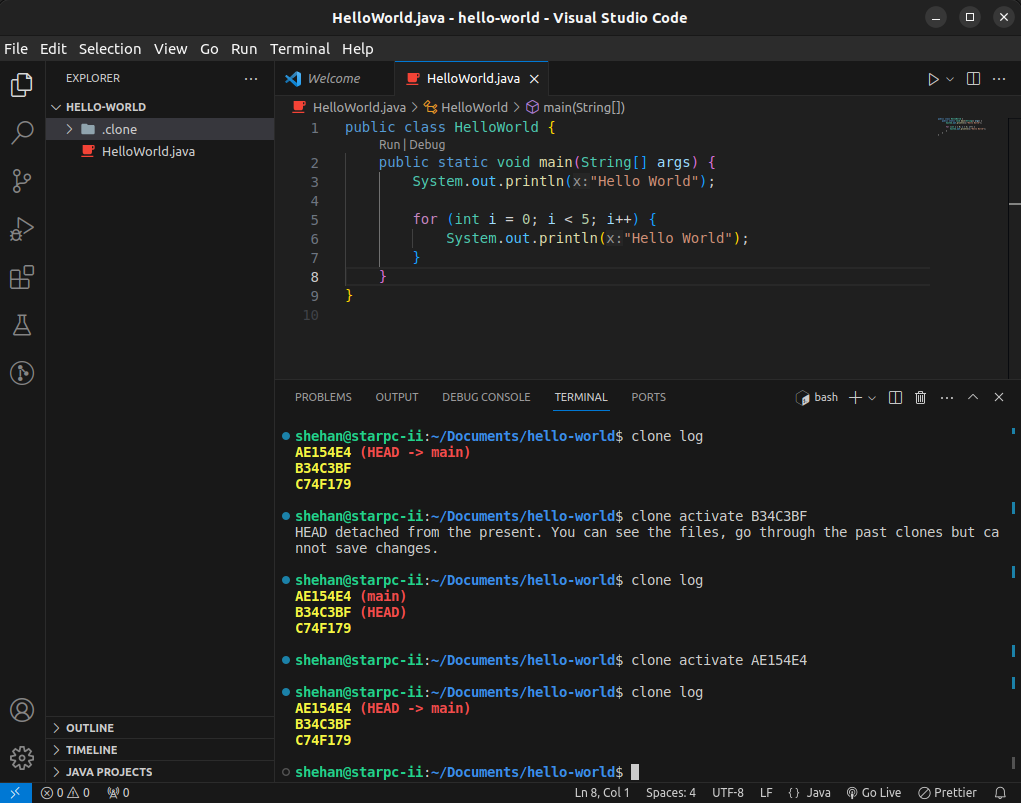 HelloWorld.java - hello-world - Visual Studio Code
File Edit Selection View Go Run Terminal Help
EXPLORER
Welcome
HelloWorld.java
HELLO-WORLD
.clone
HelloWorld.java
HelloWorld.java > HelloWorld > main(String[])
1 public class HelloWorld {
Run | Debug
2 public static void main(String[] args) {
3 System.out.println(x:"Hello World");
4
5 for (int i = 0; i < 5; i++) {
6 System.out.println(x:"Hello World");
7 }
8 }
9 }
10
PROBLEMS OUTPUT DEBUG CONSOLE TERMINAL PORTS bash
shehan@starpc-ii:~/Documents/hello-world$ clone log
AE154E4 (HEAD -> main)
B34C3BF
C74F179
shehan@starpc-ii:~/Documents/hello-world$ clone activate B34C3BF
HEAD detached from the present. You can see the files, go through the past clones but ca
nnot save changes.
shehan@starpc-ii:~/Documents/hello-world$ clone log
AE154E4 (main)
B34C3BF (HEAD)
C74F179
shehan@starpc-ii:~/Documents/hello-world$ clone activate AE154E4
shehan@starpc-ii:~/Documents/hello-world$ clone log
AE154E4 (HEAD -> main)
B34C3BF
C74F179
shehan@starpc-ii:~/Documents/hello-world$
OUTLINE
TIMELINE
JAVA PROJECTS
0 0 0 Ln 8, Col 1 Spaces: 4 UTF-8 LF {} Java Go Live Prettier